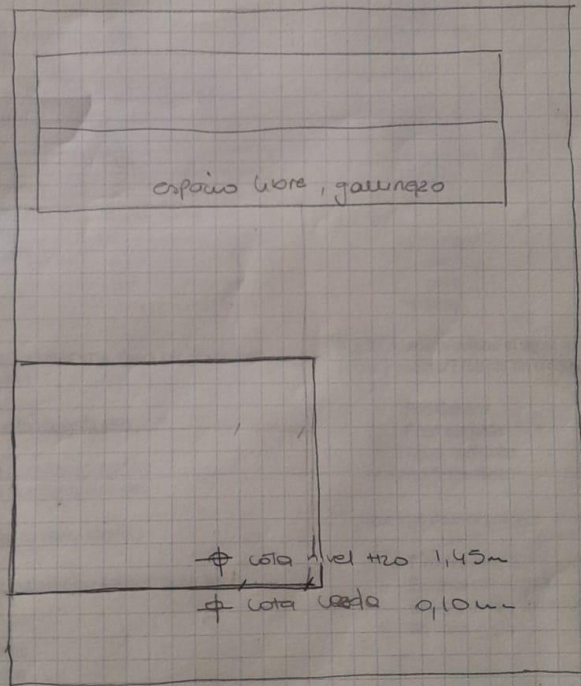 espacio libre, gallinero
cota nivel H2O 1,45m
cota vereda 0,10m